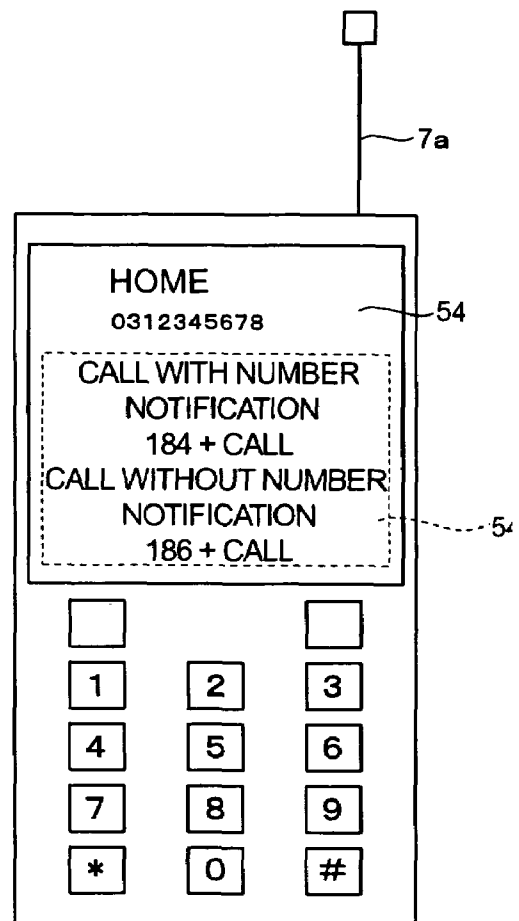 7a
HOME
54
0312345678
CALL WITH NUMBER
NOTIFICATION
184 + CALL
CALL WITHOUT NUMBER
NOTIFICATION
54
186 + CALL
1 2 3
4 5 6
7 8 9
* 0 #